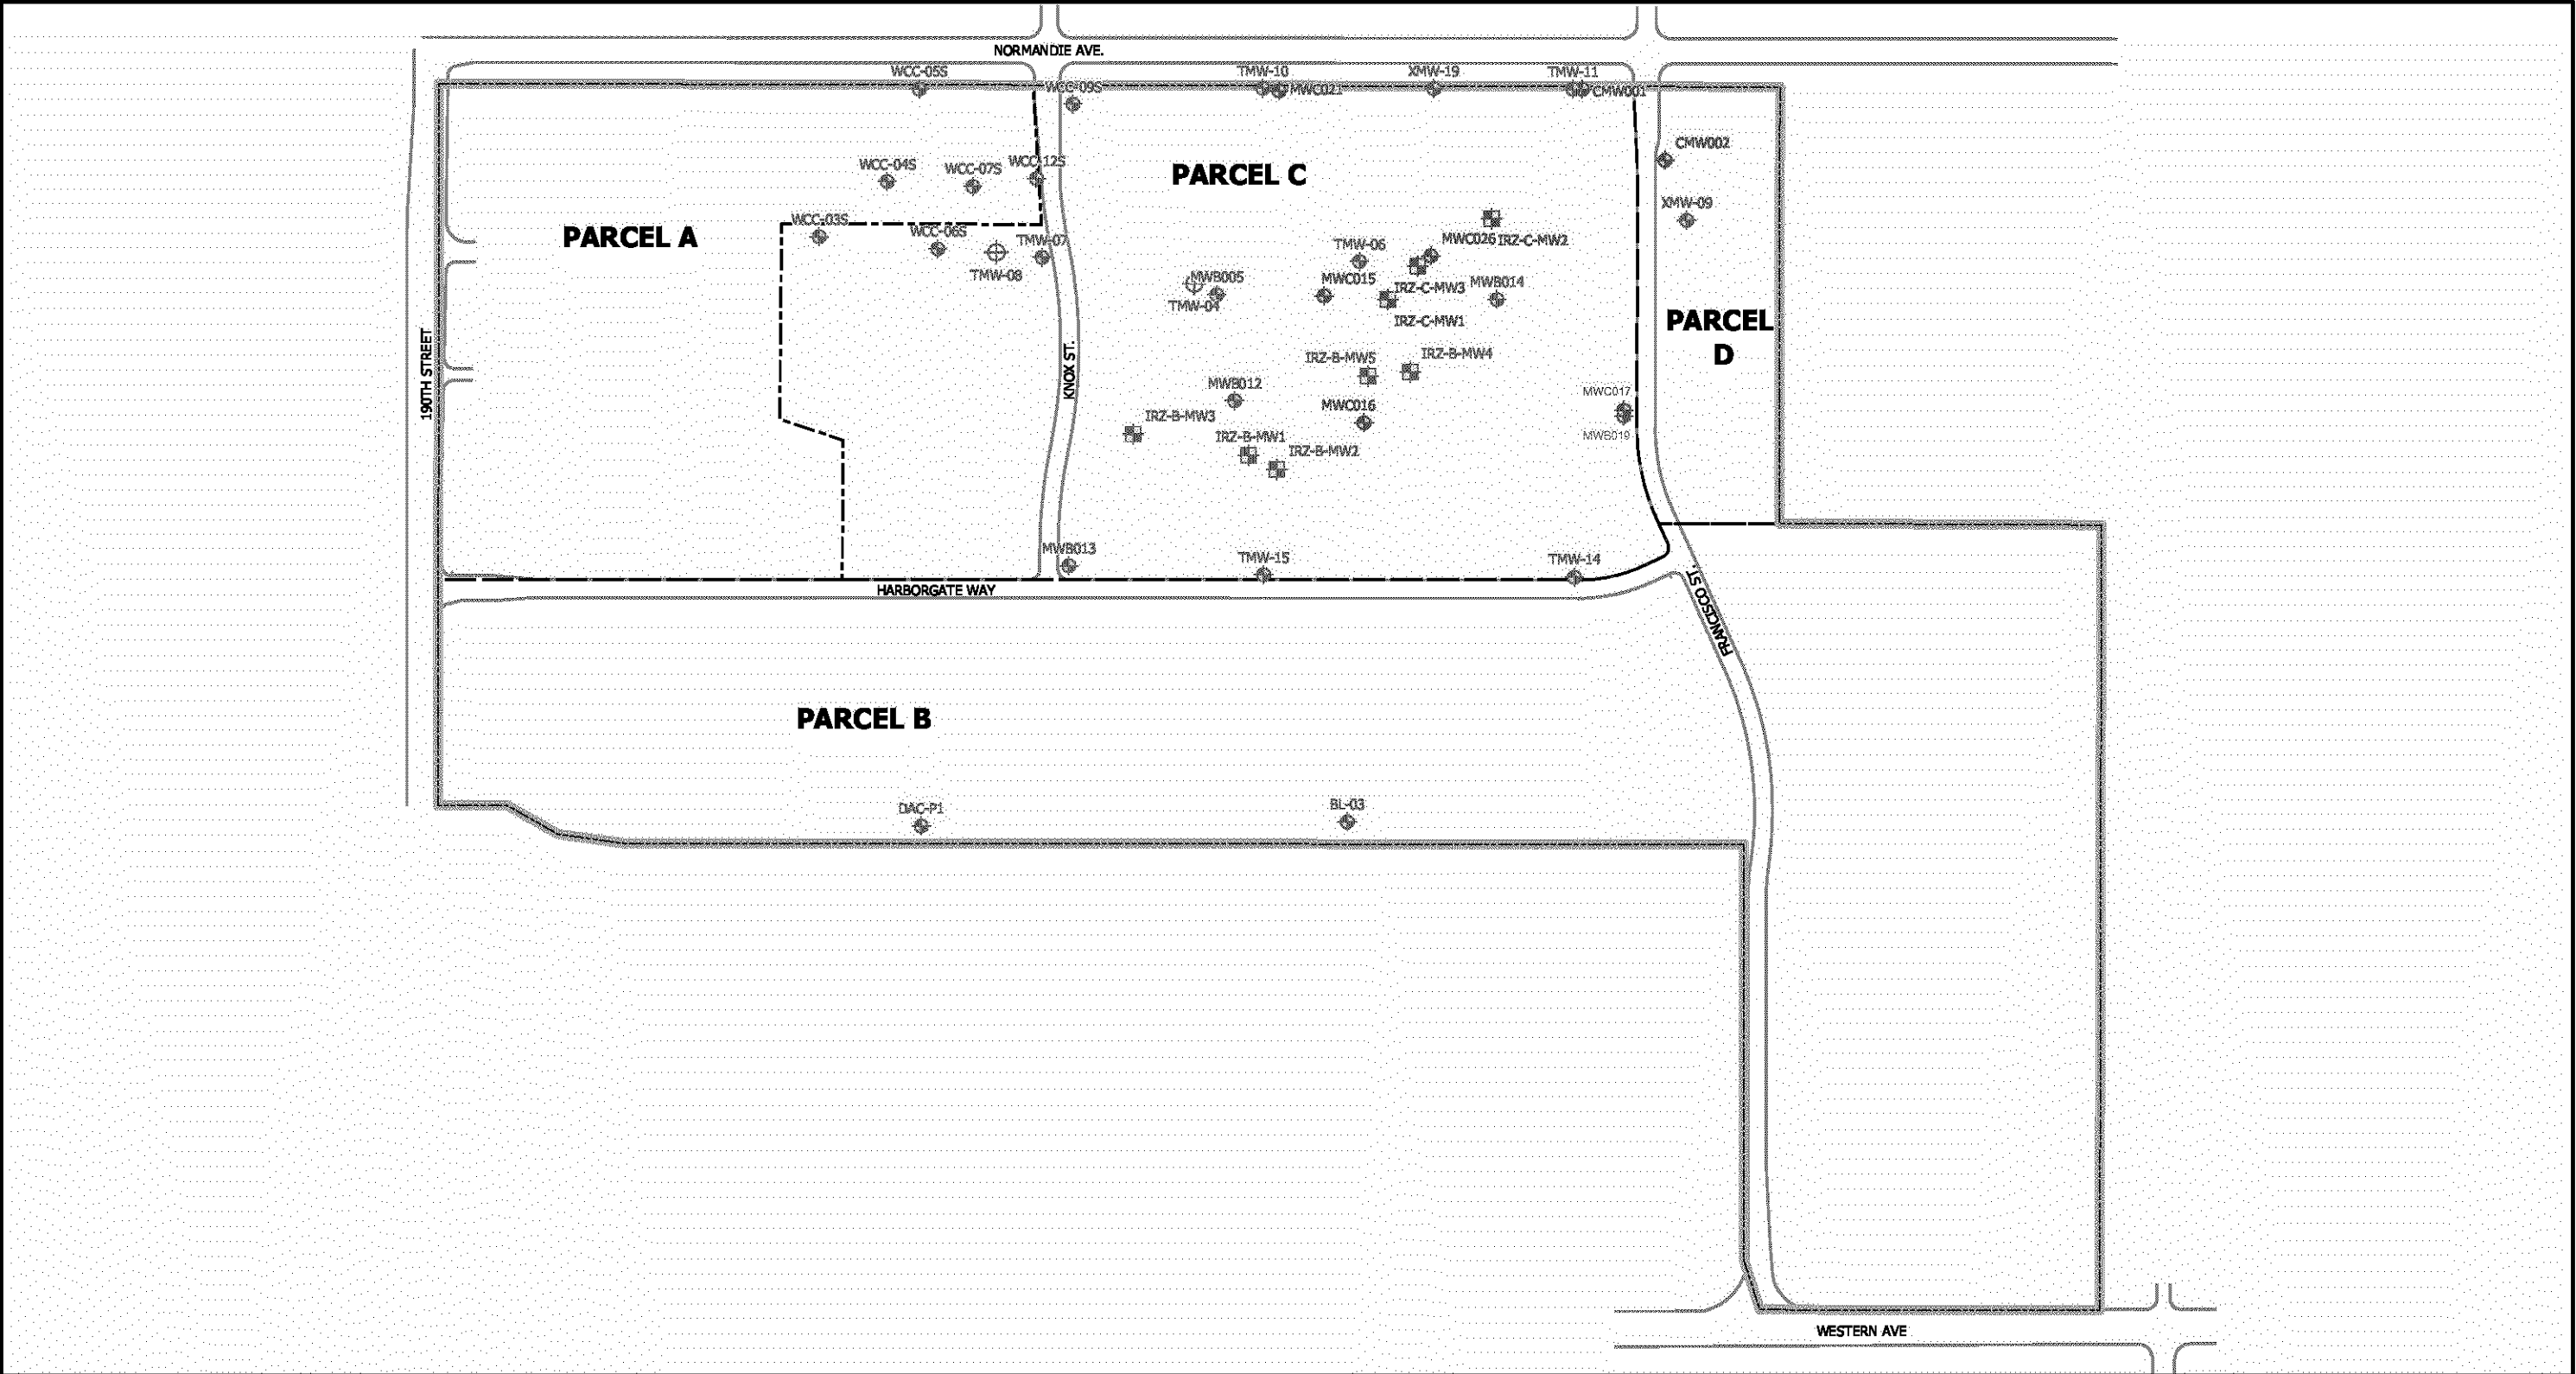 NORMANDIE AVE.
WCC-05S
TMW-10
XMW-19
TMW-11
WCC-09S
MWC021
CMW001
CMW002
WCC-04S
WCC-07S
WCC-12S
PARCEL C
XMW-09
WCC-03S
WCC-06S
TMW-07
PARCEL A
TMW-06
MWC026
IRZ-C-MW2
TMW-08
MWB005
MWC015
IRZ-C-MW3
MWB014
TMW-04
IRZ-C-MW1
PARCEL
D
190TH STREET
KNOX ST.
IRZ-B-MW5
IRZ-B-MW4
MWB012
MWC017
IRZ-B-MW3
MWC016
IRZ-B-MW1
MWB019
IRZ-B-MW2
MWB013
TMW-15
TMW-14
HARBORGATE WAY
FRANCISCO ST.
PARCEL B
DAC-P1
BL-03
WESTERN AVE